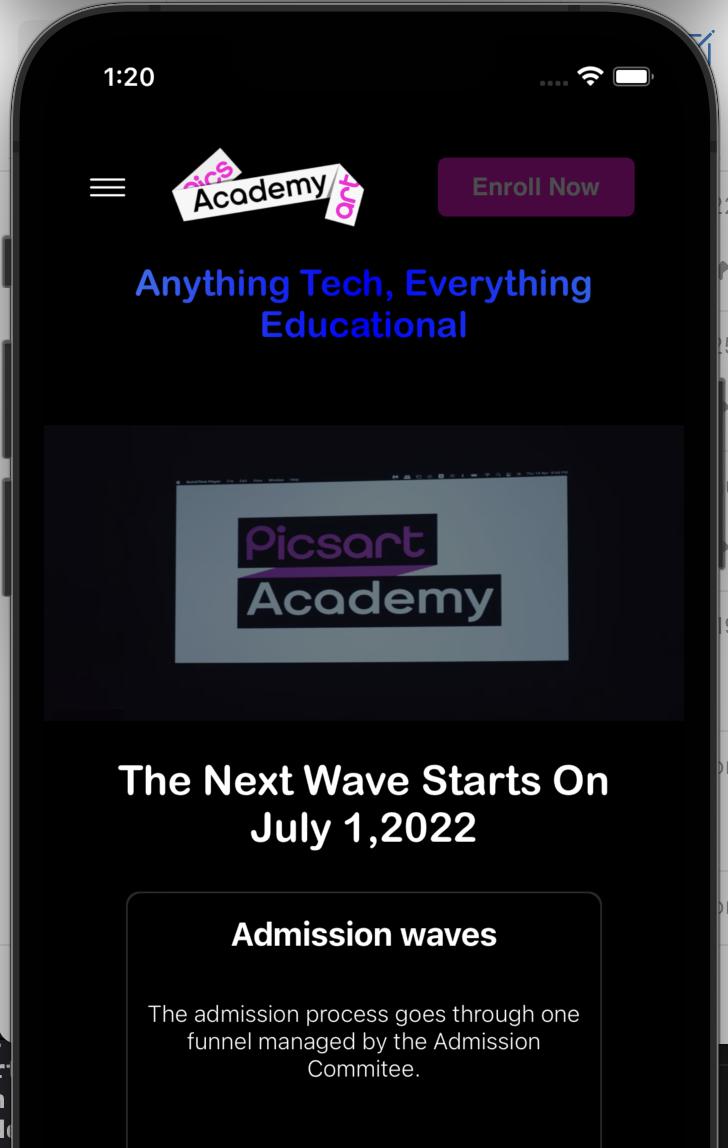 1:20
pics
Academy
art
Enroll Now
Anything Tech, Everything
Educational
Picsart
Academy
The Next Wave Starts On
July 1,2022
Admission waves
The admission process goes through one
funnel managed by the Admission
Commitee.